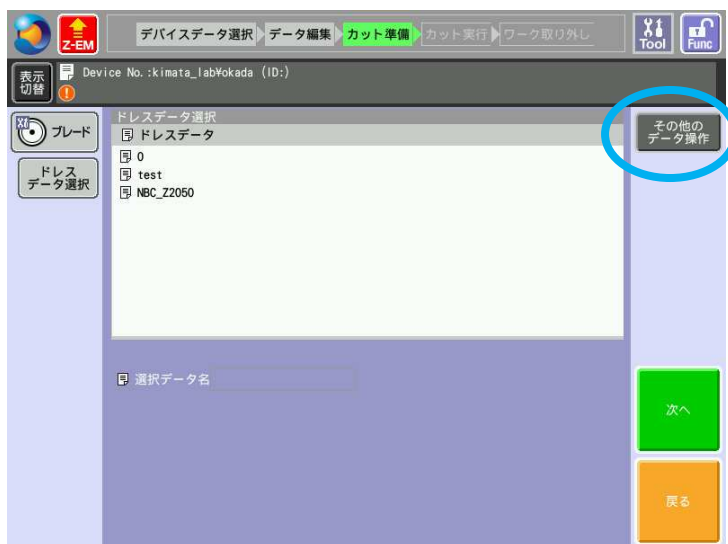 Z-EM
デバイスデータ選択 データ編集 カット準備 カット実行 ワーク取り外し
Tool
Func
表示
切替
Device No.:kimata_lab¥okada (ID:)
ブレード
ドレス
データ選択
ドレスデータ選択
ドレスデータ
0
test
NBC_Z2050
選択データ名
その他の
データ操作
次へ
戻る